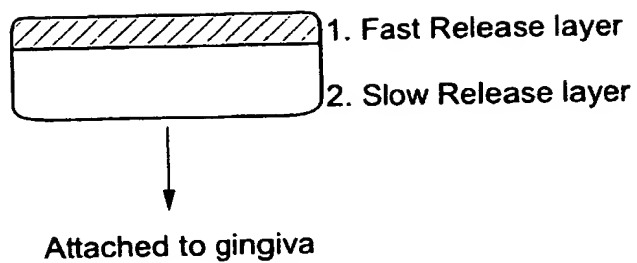 1. Fast Release layer
2. Slow Release layer
Attached to gingiva